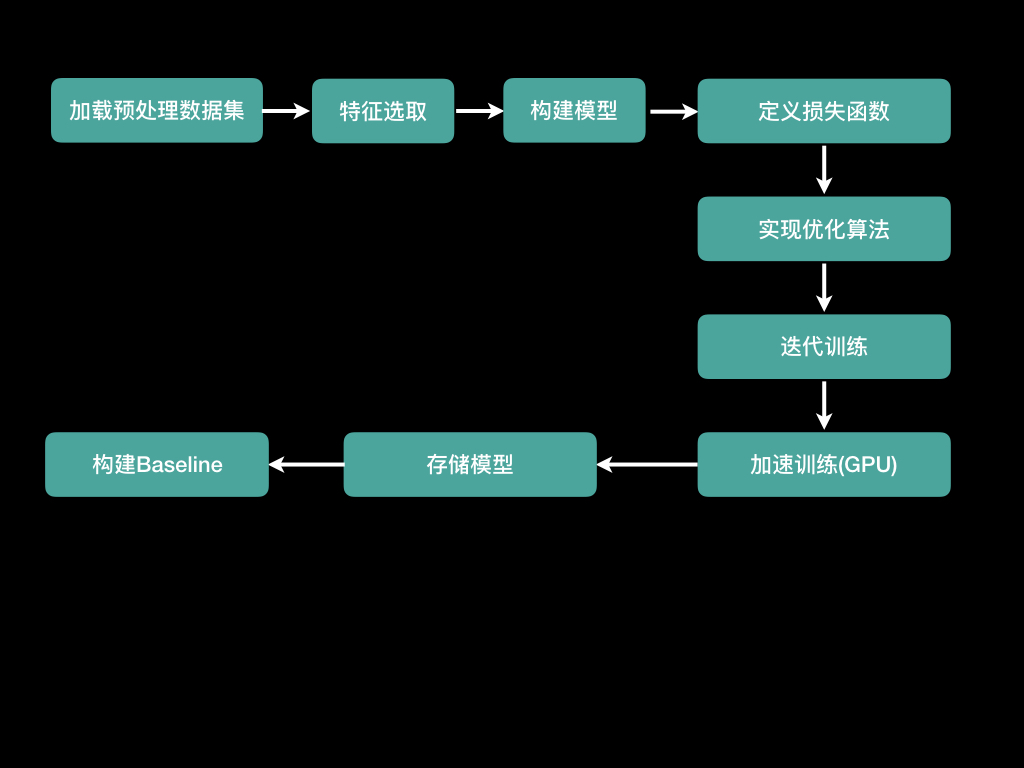 加载预处理数据集
特征选取
构建模型
定义损失函数
实现优化算法
迭代训练
加速训练(GPU)
存储模型
构建Baseline